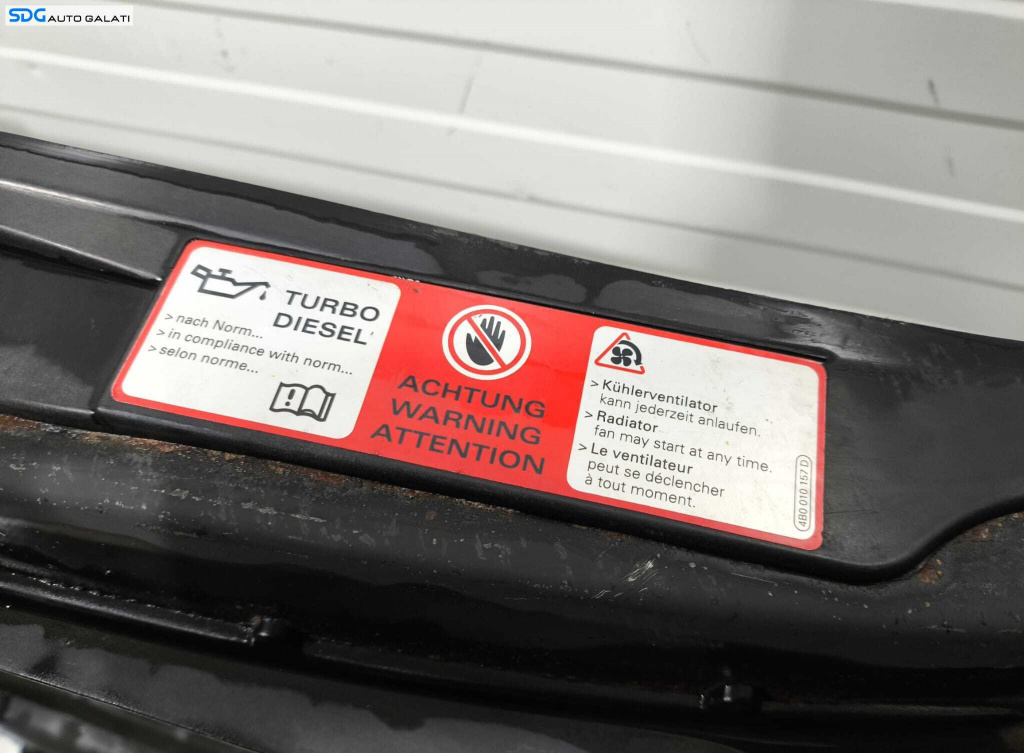 SDG AUTO GALATI
TURBO
DIESEL
> nach Norm...
> in compliance with norm...
> selon norme...
ACHTUNG
WARNING
ATTENTION
> Kühlerventilator
kann jederzeit anlaufen.
> Radiator
fan may start at any time.
> Le ventilateur
peut se déclencher
à tout moment.
4B0 010 157 D